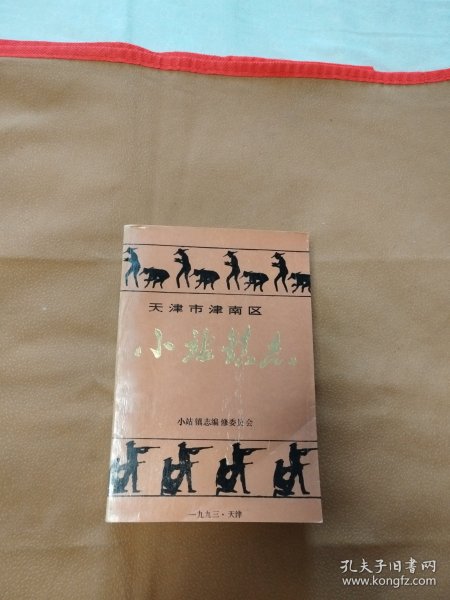 天津市津南区
小站镇志
小站镇志编修委员会
一九九三·天津
孔夫子旧书网
www.kongfz.com